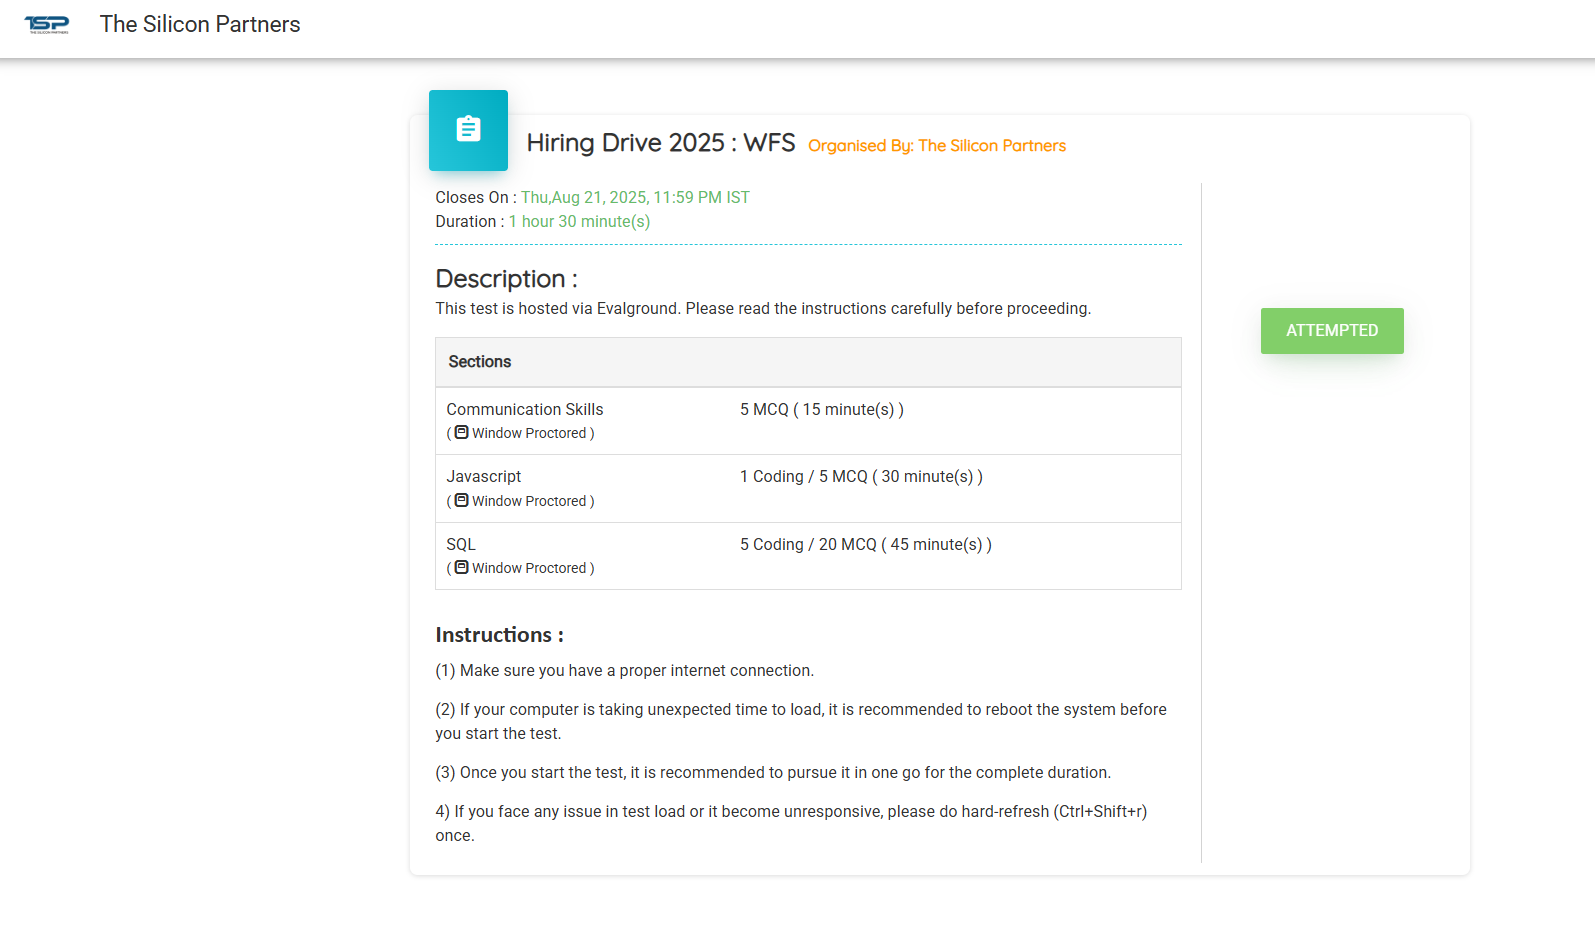 TSP
THE SILICON PARTNERS
The Silicon Partners
Hiring Drive 2025 : WFS Organised By: The Silicon Partners
Closes On : Thu,Aug 21, 2025, 11:59 PM IST
Duration : 1 hour 30 minute(s)
Description :
This test is hosted via Evalground. Please read the instructions carefully before proceeding.
ATTEMPTED
Sections
Communication Skills 5 MCQ ( 15 minute(s) )
( Window Proctored )
Javascript 1 Coding / 5 MCQ ( 30 minute(s) )
( Window Proctored )
SQL 5 Coding / 20 MCQ ( 45 minute(s) )
( Window Proctored )
Instructions :
(1) Make sure you have a proper internet connection.
(2) If your computer is taking unexpected time to load, it is recommended to reboot the system before
you start the test.
(3) Once you start the test, it is recommended to pursue it in one go for the complete duration.
4) If you face any issue in test load or it become unresponsive, please do hard-refresh (Ctrl+Shift+r)
once.